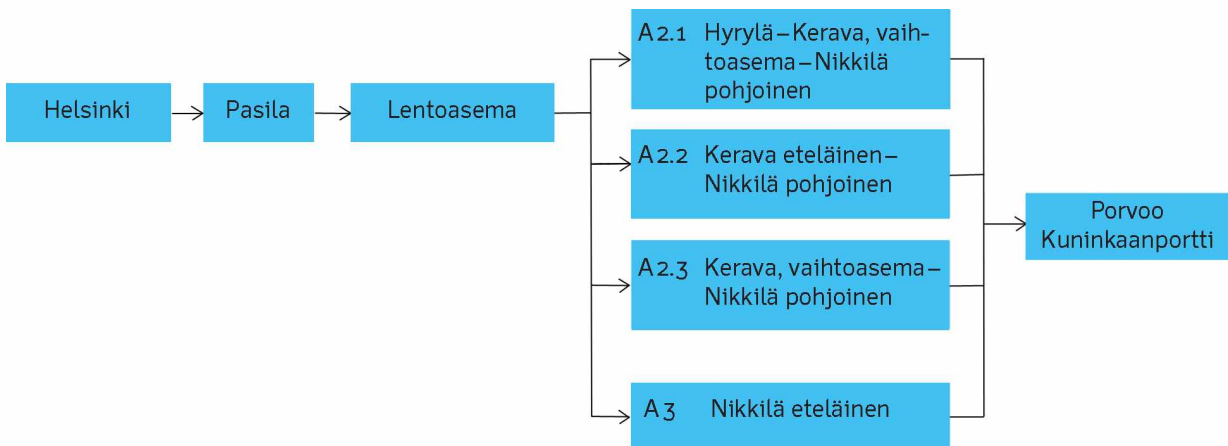 Helsinki
Pasila
Lentoasema
A2.1 Hyrylä–Kerava, vaih-
toasema–Nikkilä
pohjoinen
A2.2 Kerava eteläinen–
Nikkilä pohjoinen
A2.3 Kerava, vaihtoasema–
Nikkilä pohjoinen
A3 Nikkilä eteläinen
Porvoo
Kuninkaanportti